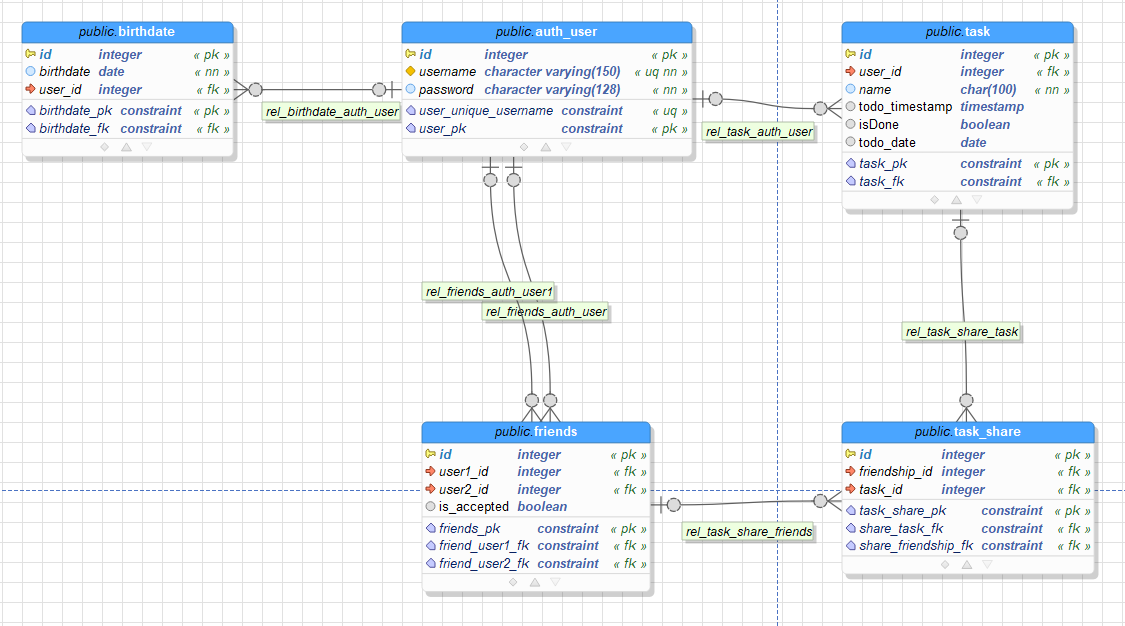 public.birthdate
id integer « pk »
birthdate date « nn »
user_id integer « fk »
birthdate_pk constraint « pk »
birthdate_fk constraint « fk »
rel_birthdate_auth_user
public.auth_user
id integer « pk »
username character varying(150) « uq nn »
password character varying(128) « nn »
user_unique_username constraint « uq »
user_pk constraint « pk »
rel_task_auth_user
public.task
id integer « pk »
user_id integer « fk »
name char(100) « nn »
todo_timestamp timestamp
isDone boolean
todo_date date
task_pk constraint « pk »
task_fk constraint « fk »
rel_friends_auth_user1
rel_friends_auth_user
rel_task_share_task
public.friends
id integer « pk »
user1_id integer « fk »
user2_id integer « fk »
is_accepted boolean
friends_pk constraint « pk »
friend_user1_fk constraint « fk »
friend_user2_fk constraint « fk »
rel_task_share_friends
public.task_share
id integer « pk »
friendship_id integer « fk »
task_id integer « fk »
task_share_pk constraint « pk »
share_task_fk constraint « fk »
share_friendship_fk constraint « fk »